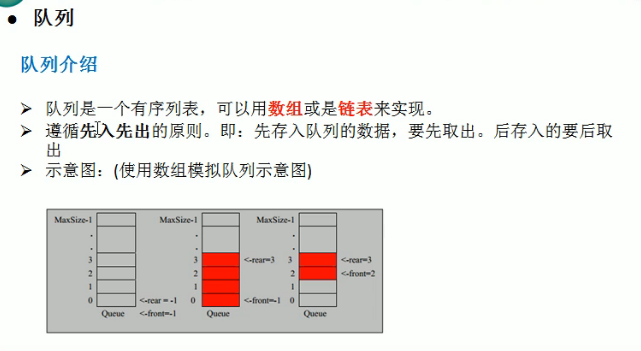 ● 队列
队列介绍
➢ 队列是一个有序列表，可以用数组或是链表来实现。
➢ 遵循先入先出的原则。即：先存入队列的数据，要先取出。后存入的要后取
出
➢ 示意图：(使用数组模拟队列示意图)
MaxSize-1 MaxSize-1 MaxSize-1
3 3 <-rear=3 3 <-rear=3
2 2 2 <-front=2
1 1 1
0 <-rear = -1 0 <-front=-1 0
Queue <-front=-1 Queue Queue